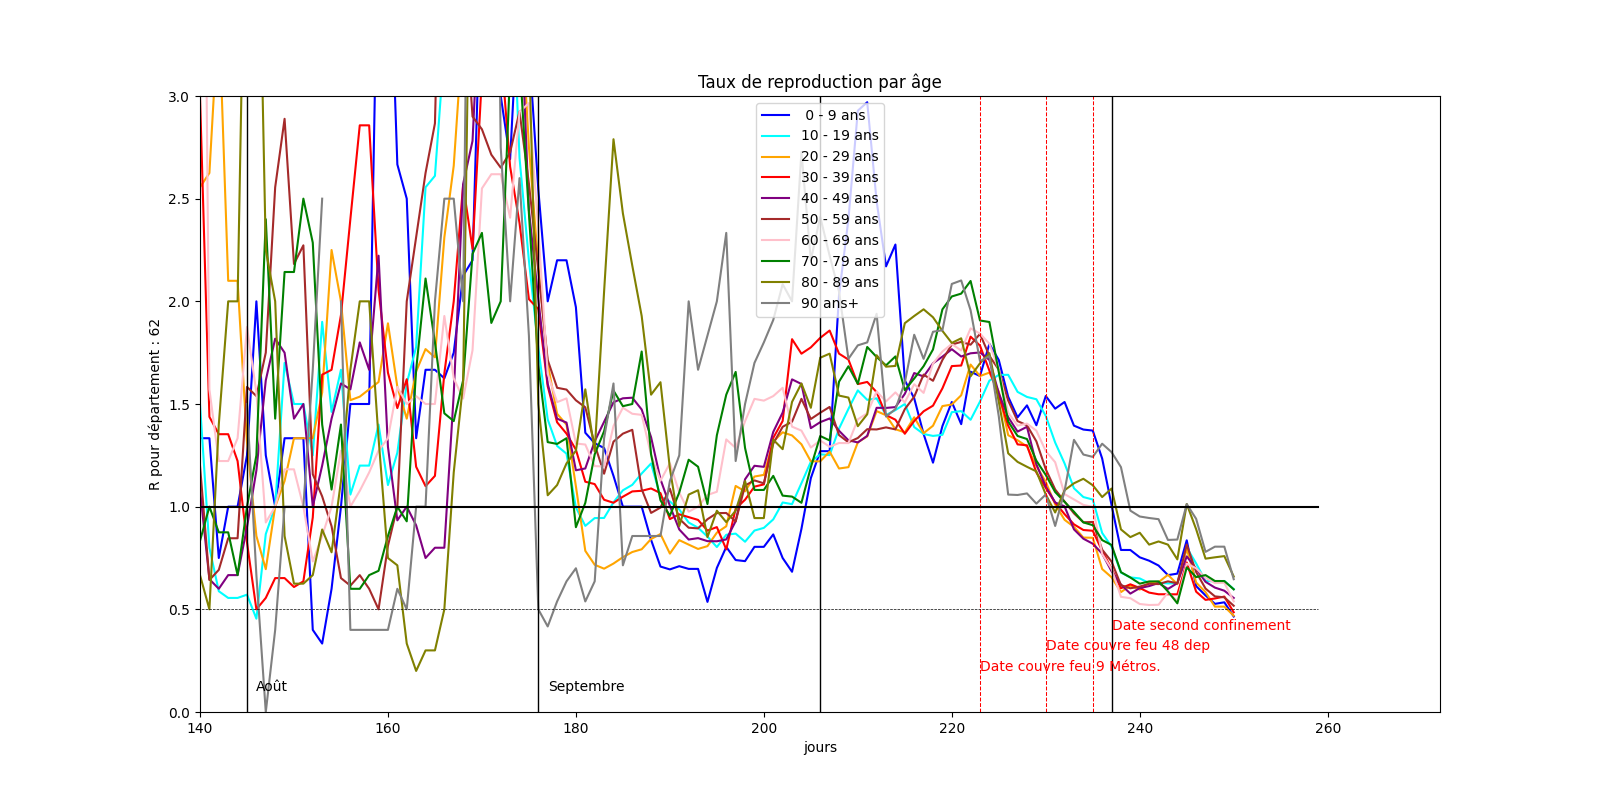 Taux de reproduction par âge
R pour département : 62
3.0
2.5
2.0
1.5
1.0
0.5
0.0
0 - 9 ans
10 - 19 ans
20 - 29 ans
30 - 39 ans
40 - 49 ans
50 - 59 ans
60 - 69 ans
70 - 79 ans
80 - 89 ans
90 ans+
Date second confinement
Date couvre feu 48 dep
Date couvre feu 9 Métros.
Août
Septembre
140
160
180
200
220
240
260
jours